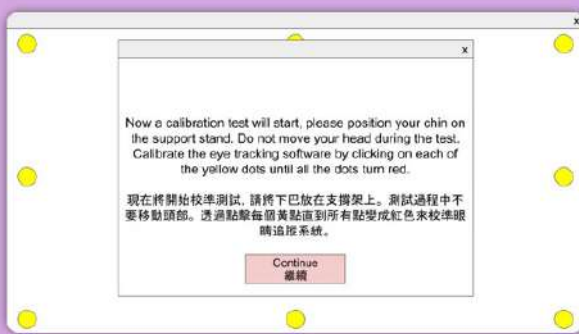 x
x
Now a calibration test will start, please position your chin on
the support stand. Do not move your head during the test.
Calibrate the eye tracking software by clicking on each of
the yellow dots until all the dots turn red.
現在將開始校準測試, 請將下巴放在支撐架上。測試過程中不
要移動頭部。透過點擊每個黃點直到所有點變成紅色來校準眼
睛追蹤系統。
Continue
繼續